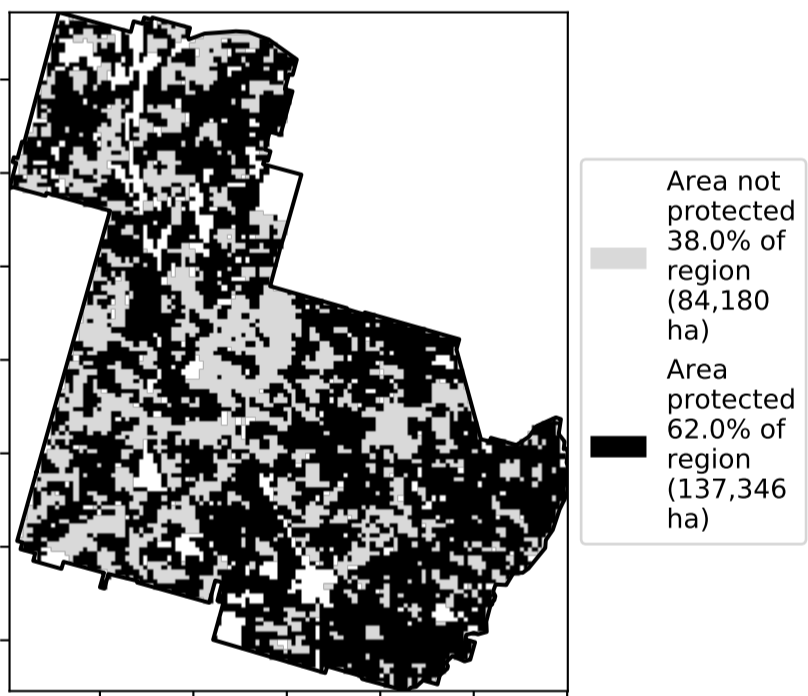 Area not
protected
38.0% of
region
(84,180
ha)
Area
protected
62.0% of
region
(137,346
ha)